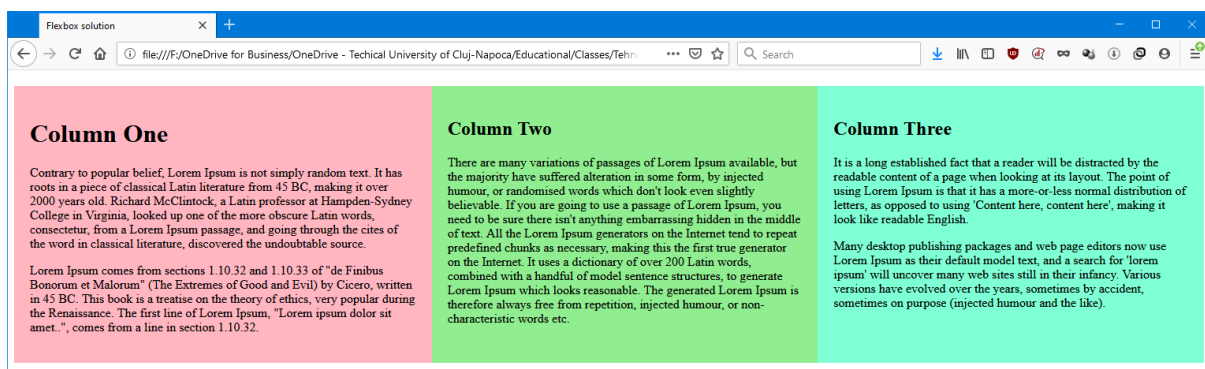 Flexbox solution
file:///F:/OneDrive for Business/OneDrive - Techical University of Cluj-Napoca/Educational/Classes/Tehn
Search
Column One
Contrary to popular belief, Lorem Ipsum is not simply random text. It has
roots in a piece of classical Latin literature from 45 BC, making it over
2000 years old. Richard McClintock, a Latin professor at Hampden-Sydney
College in Virginia, looked up one of the more obscure Latin words,
consectetur, from a Lorem Ipsum passage, and going through the cites of
the word in classical literature, discovered the undoubtable source.
Lorem Ipsum comes from sections 1.10.32 and 1.10.33 of "de Finibus
Bonorum et Malorum" (The Extremes of Good and Evil) by Cicero, written
in 45 BC. This book is a treatise on the theory of ethics, very popular during
the Renaissance. The first line of Lorem Ipsum, "Lorem ipsum dolor sit
amet..", comes from a line in section 1.10.32.
Column Two
There are many variations of passages of Lorem Ipsum available, but
the majority have suffered alteration in some form, by injected
humour, or randomised words which don't look even slightly
believable. If you are going to use a passage of Lorem Ipsum, you
need to be sure there isn't anything embarrassing hidden in the middle
of text. All the Lorem Ipsum generators on the Internet tend to repeat
predefined chunks as necessary, making this the first true generator
on the Internet. It uses a dictionary of over 200 Latin words,
combined with a handful of model sentence structures, to generate
Lorem Ipsum which looks reasonable. The generated Lorem Ipsum is
therefore always free from repetition, injected humour, or non-
characteristic words etc.
Column Three
It is a long established fact that a reader will be distracted by the
readable content of a page when looking at its layout. The point of
using Lorem Ipsum is that it has a more-or-less normal distribution of
letters, as opposed to using 'Content here, content here', making it
look like readable English.
Many desktop publishing packages and web page editors now use
Lorem Ipsum as their default model text, and a search for 'lorem
ipsum' will uncover many web sites still in their infancy. Various
versions have evolved over the years, sometimes by accident,
sometimes on purpose (injected humour and the like).